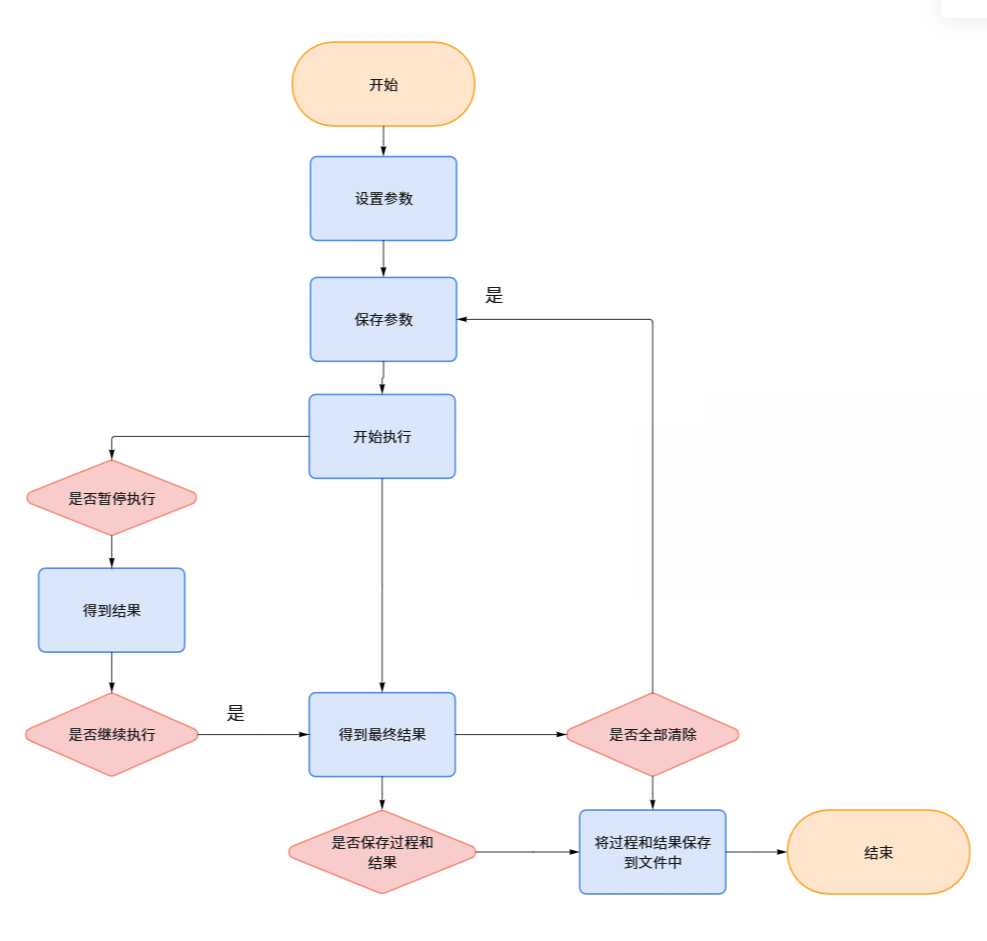 开始
设置参数
是
保存参数
开始执行
是否暂停执行
得到结果
是
是否继续执行
得到最终结果
是否全部清除
是否保存过程和
结果
将过程和结果保存
到文件中
结束